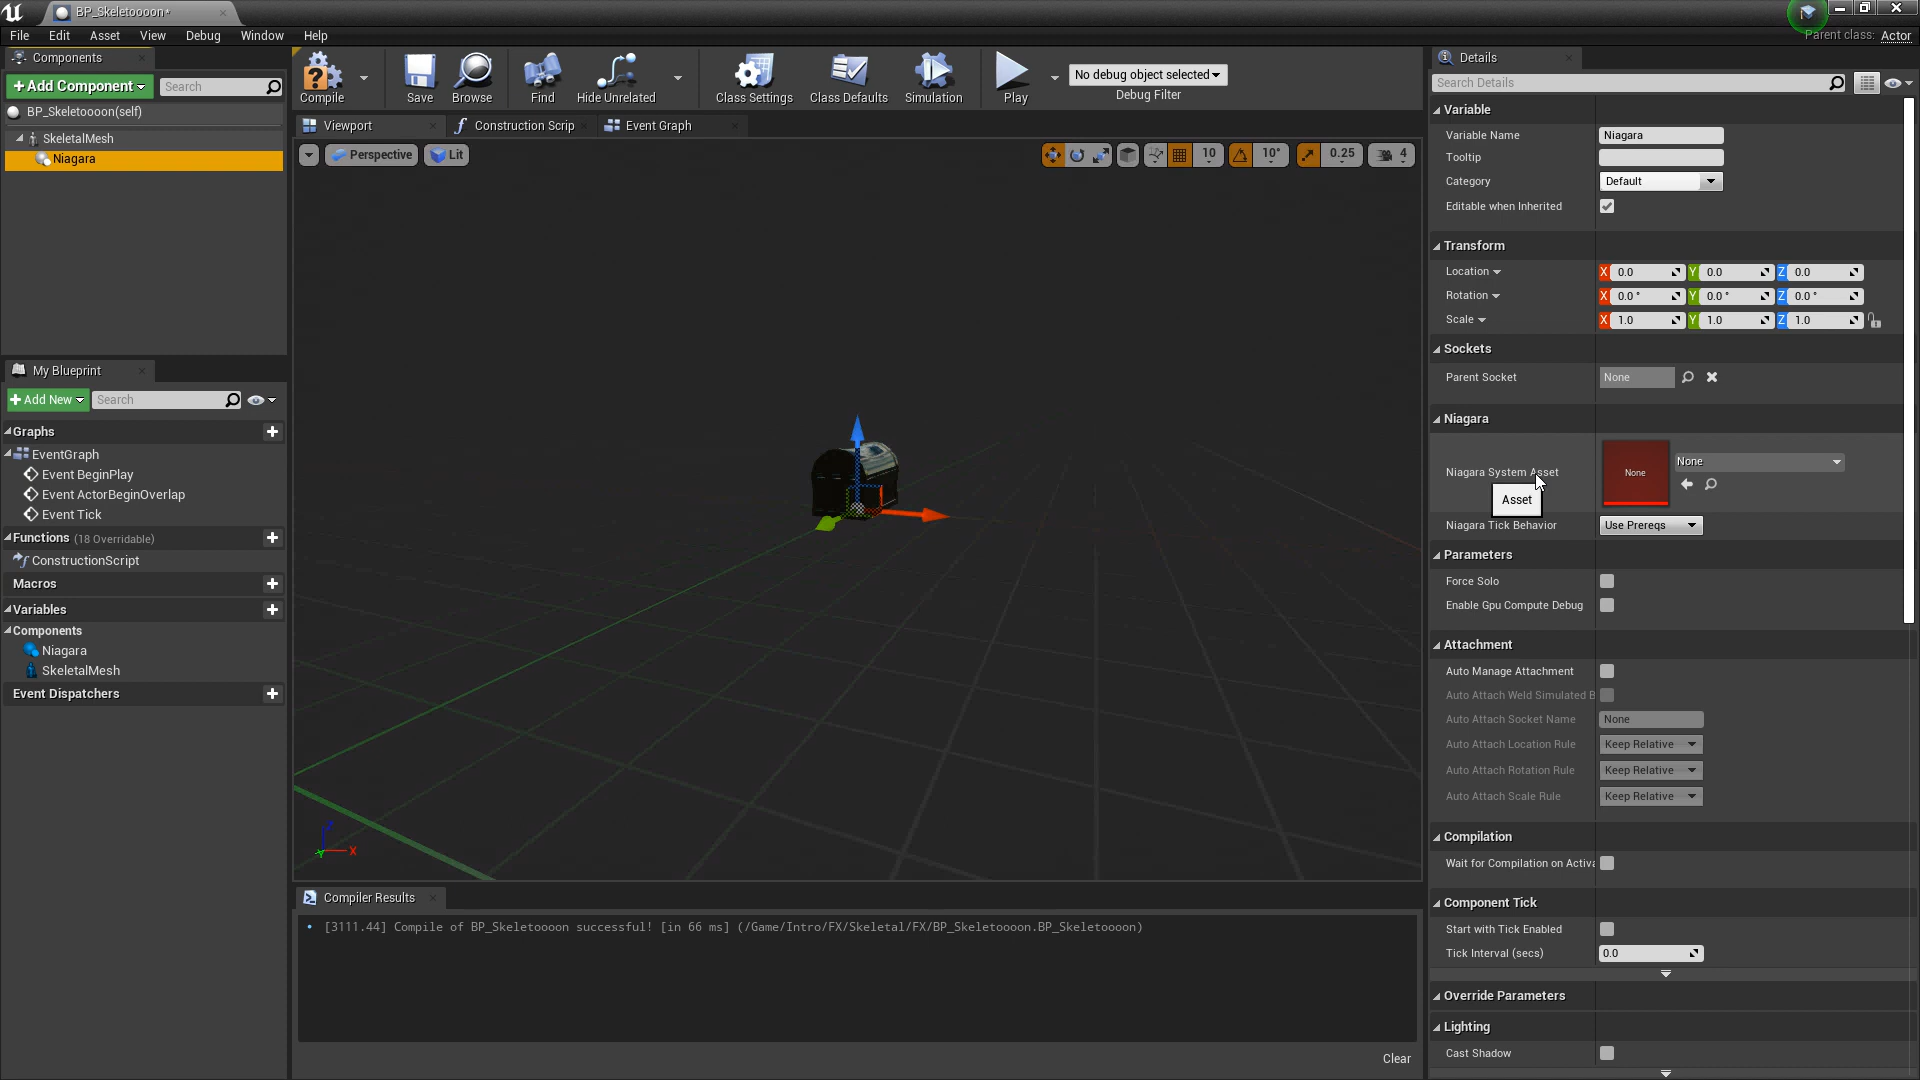 BP_Skeletoooon*
File Edit Asset View Debug Window Help
Parent class: Actor
Components
+Add Component
Search
BP_Skeletoooon(self)
SkeletalMesh
Niagara
My Blueprint
+Add New
Search
Graphs
EventGraph
Event BeginPlay
Event ActorBeginOverlap
Event Tick
Functions (18 Overridable)
ConstructionScript
Macros
Variables
Components
Niagara
SkeletalMesh
Event Dispatchers
Compile
Save
Browse
Find
Hide Unrelated
Class Settings
Class Defaults
Simulation
Play
No debug object selected
Debug Filter
Viewport
Construction Scrip
Event Graph
Perspective
Lit
10
10°
0.25
4
Z
X
Y
Compiler Results
[3111.44] Compile of BP_Skeletoooon successful! [in 66 ms] (/Game/Intro/FX/Skeletal/FX/BP_Skeletoooon.BP_Skeletoooon)
Clear
Details
Search Details
Variable
Variable Name Niagara
Tooltip
Category Default
Editable when Inherited
Transform
Location X 0.0 Y 0.0 Z 0.0
Rotation X 0.0 ° Y 0.0 ° Z 0.0 °
Scale X 1.0 Y 1.0 Z 1.0
Sockets
Parent Socket None
Niagara
Niagara System Asset None None
Asset
Niagara Tick Behavior Use Prereqs
Parameters
Force Solo
Enable Gpu Compute Debug
Attachment
Auto Manage Attachment
Auto Attach Weld Simulated B
Auto Attach Socket Name None
Auto Attach Location Rule Keep Relative
Auto Attach Rotation Rule Keep Relative
Auto Attach Scale Rule Keep Relative
Compilation
Wait for Compilation on Activa
Component Tick
Start with Tick Enabled
Tick Interval (secs) 0.0
Override Parameters
Lighting
Cast Shadow